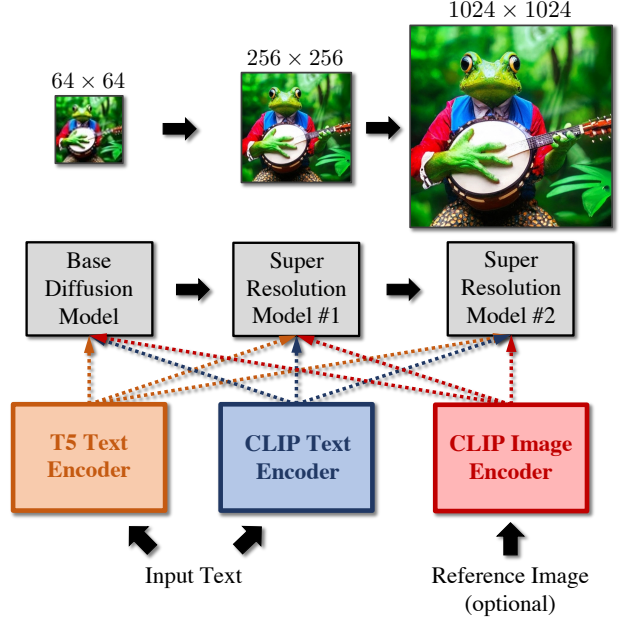 64 × 64
256 × 256
1024 × 1024
Base
Diffusion
Model
Super
Resolution
Model #1
Super
Resolution
Model #2
T5 Text
Encoder
CLIP Text
Encoder
CLIP Image
Encoder
Input Text
Reference Image
(optional)